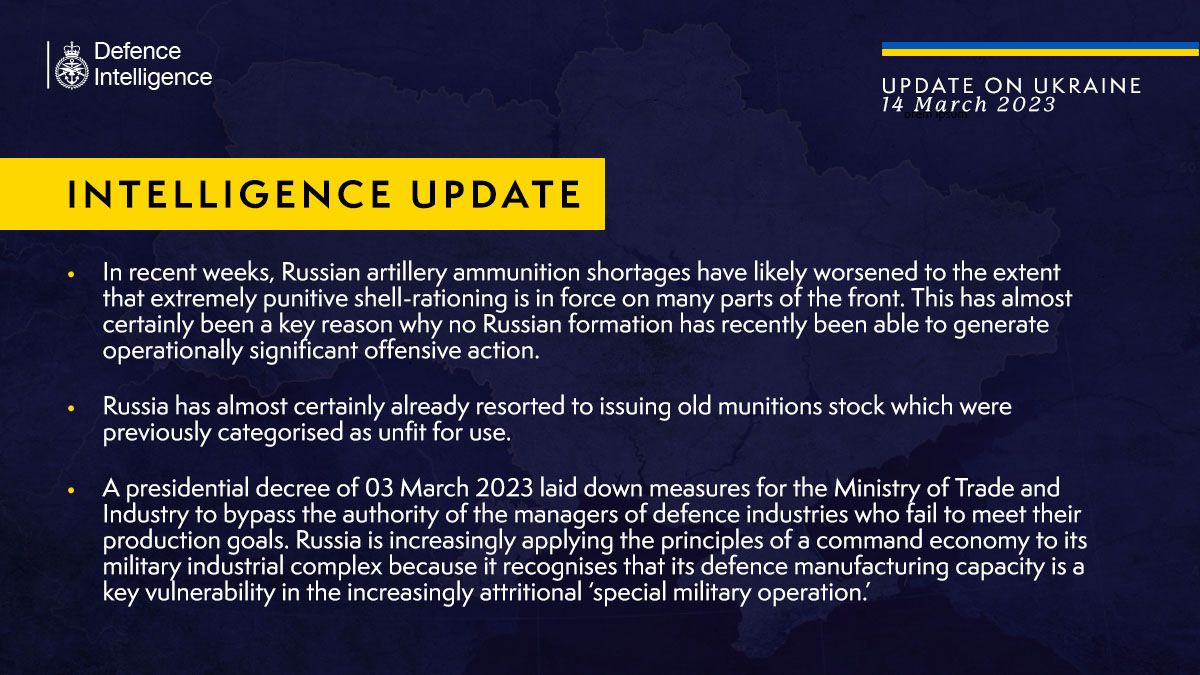 Defence
Intelligence
UPDATE ON UKRAINE
14 March 2023
orem ipsum
INTELLIGENCE UPDATE
• In recent weeks, Russian artillery ammunition shortages have likely worsened to the extent
that extremely punitive shell-rationing is in force on many parts of the front. This has almost
certainly been a key reason why no Russian formation has recently been able to generate
operationally significant offensive action.
• Russia has almost certainly already resorted to issuing old munitions stock which were
previously categorised as unfit for use.
• A presidential decree of 03 March 2023 laid down measures for the Ministry of Trade and
Industry to bypass the authority of the managers of defence industries who fail to meet their
production goals. Russia is increasingly applying the principles of a command economy to its
military industrial complex because it recognises that its defence manufacturing capacity is a
key vulnerability in the increasingly attritional ‘special military operation.’